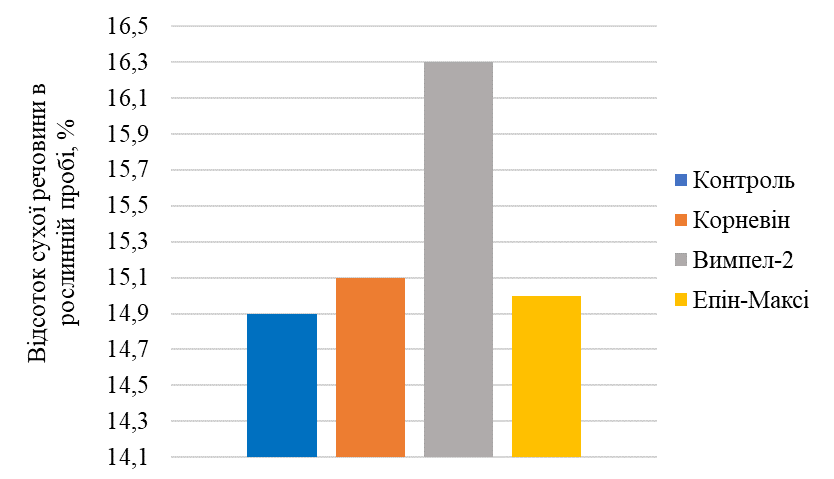 Відсоток сухої речовини в
рослинній пробі, %
16,5
16,3
16,1
15,9
15,7
15,5
15,3
15,1
14,9
14,7
14,5
14,3
14,1
Контроль
Корневін
Вимпел-2
Епін-Максі